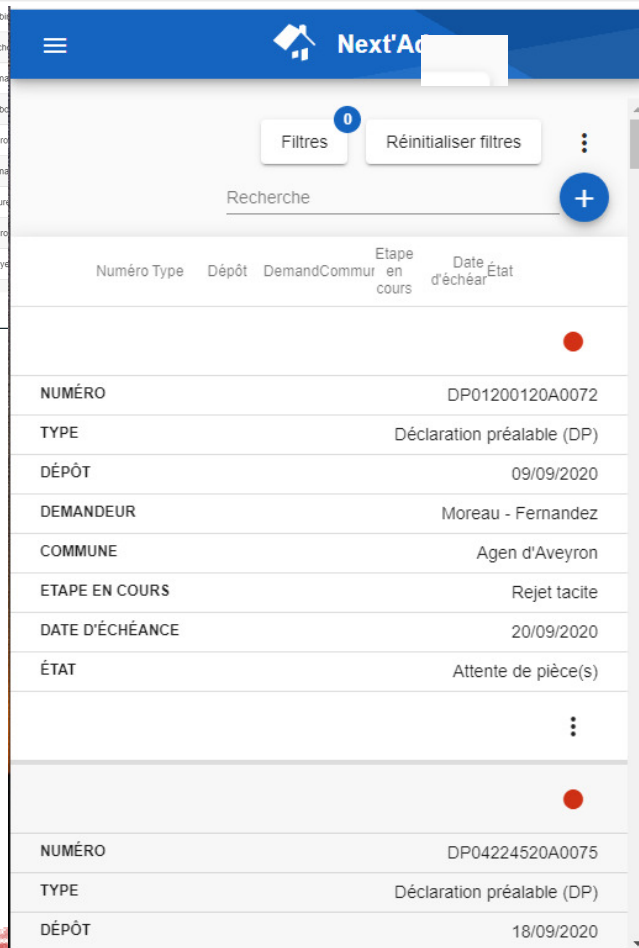 Next'Ad
0
Filtres
Réinitialiser filtres
Recherche
+
Numéro Type Dépôt Demand Commur Etape en cours Date d'échéar État
NUMÉRO DP01200120A0072
TYPE Déclaration préalable (DP)
DÉPÔT 09/09/2020
DEMANDEUR Moreau - Fernandez
COMMUNE Agen d'Aveyron
ETAPE EN COURS Rejet tacite
DATE D'ÉCHÉANCE 20/09/2020
ÉTAT Attente de pièce(s)
NUMÉRO DP04224520A0075
TYPE Déclaration préalable (DP)
DÉPÔT 18/09/2020